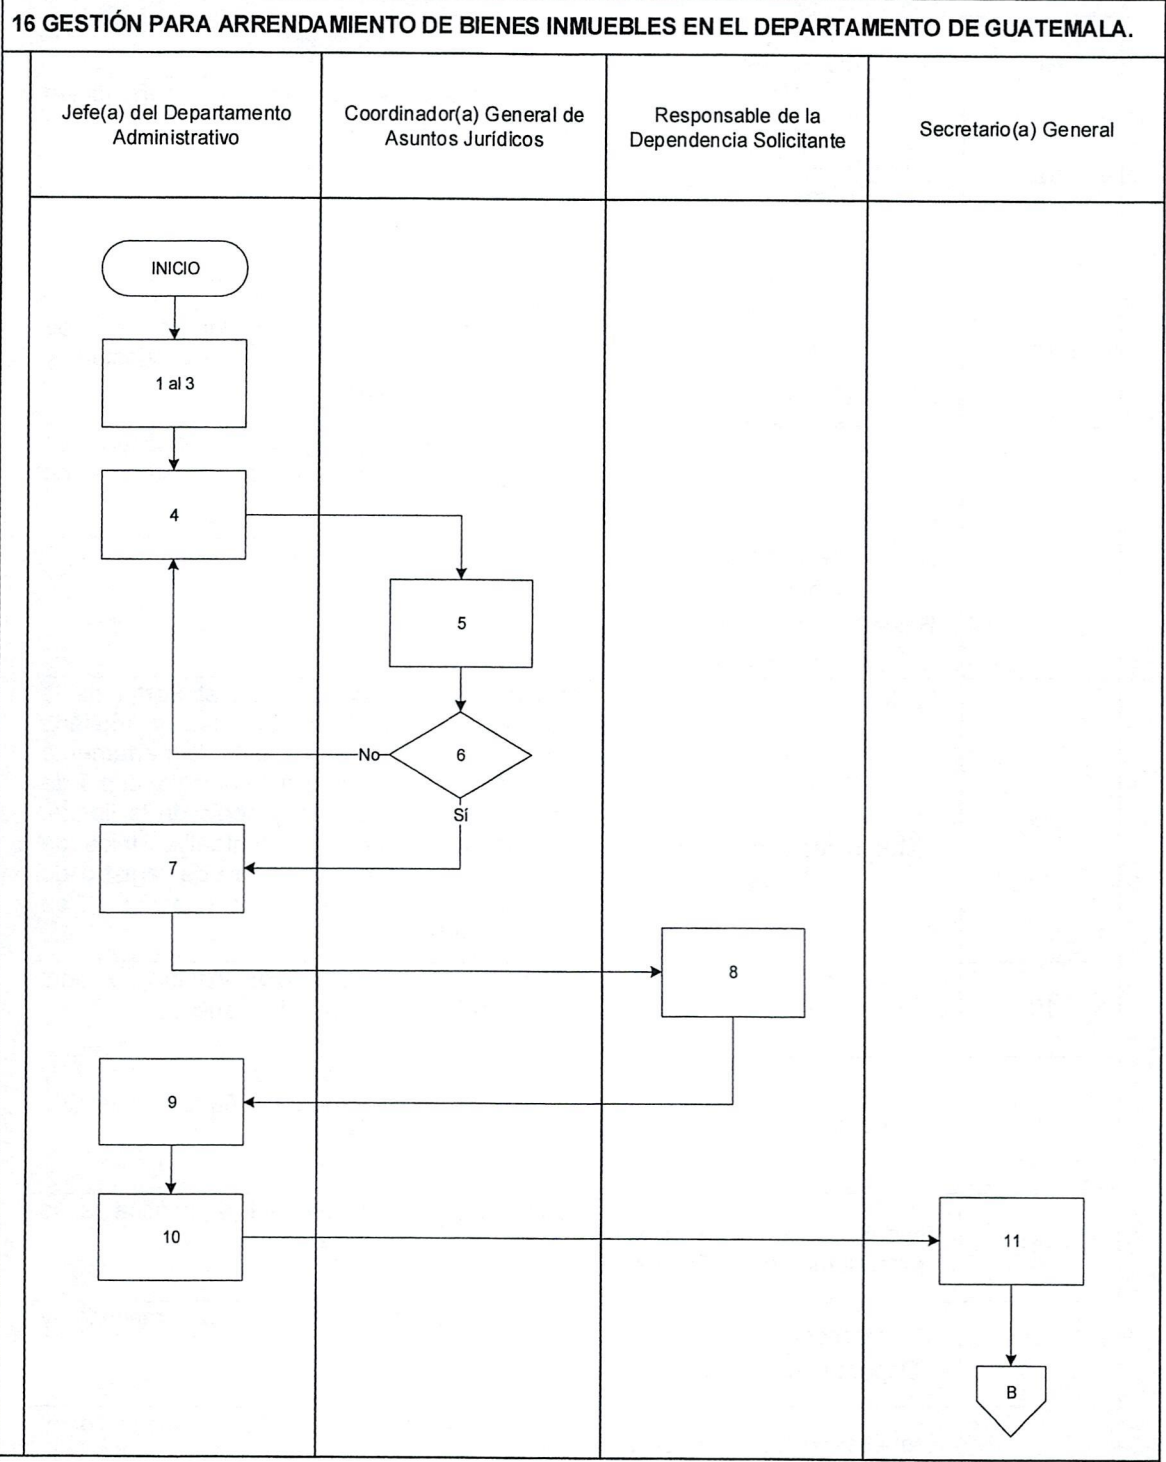 16 GESTIÓN PARA ARRENDAMIENTO DE BIENES INMUEBLES EN EL DEPARTAMENTO DE GUATEMALA.
Jefe(a) del Departamento
Administrativo
Coordinador(a) General de
Asuntos Jurídicos
Responsable de la
Dependencia Solicitante
Secretario(a) General
INICIO
1 al 3
4
5
6
No
Sí
7
8
9
10
11
B